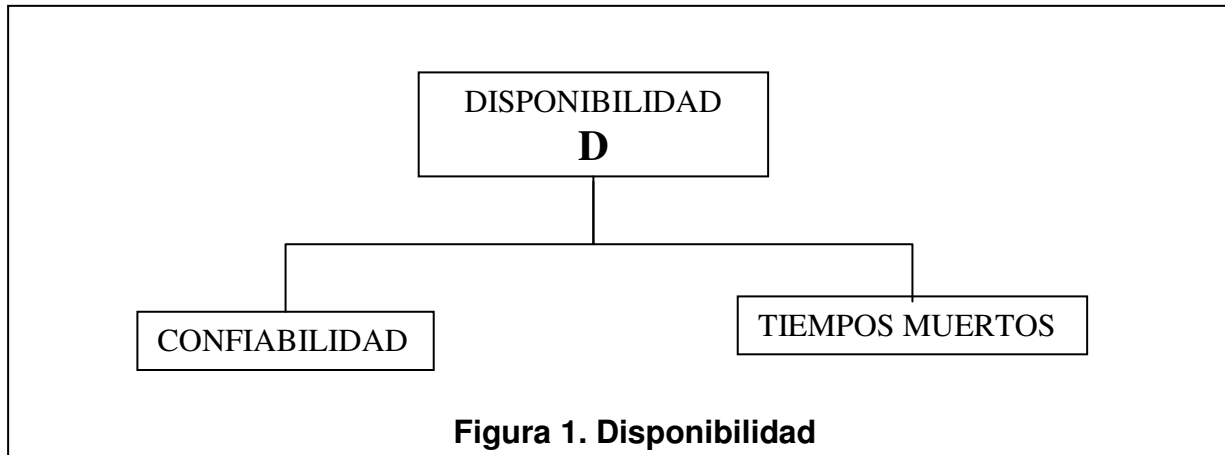 DISPONIBILIDAD
D
CONFIABILIDAD
TIEMPOS MUERTOS
Figura 1. Disponibilidad